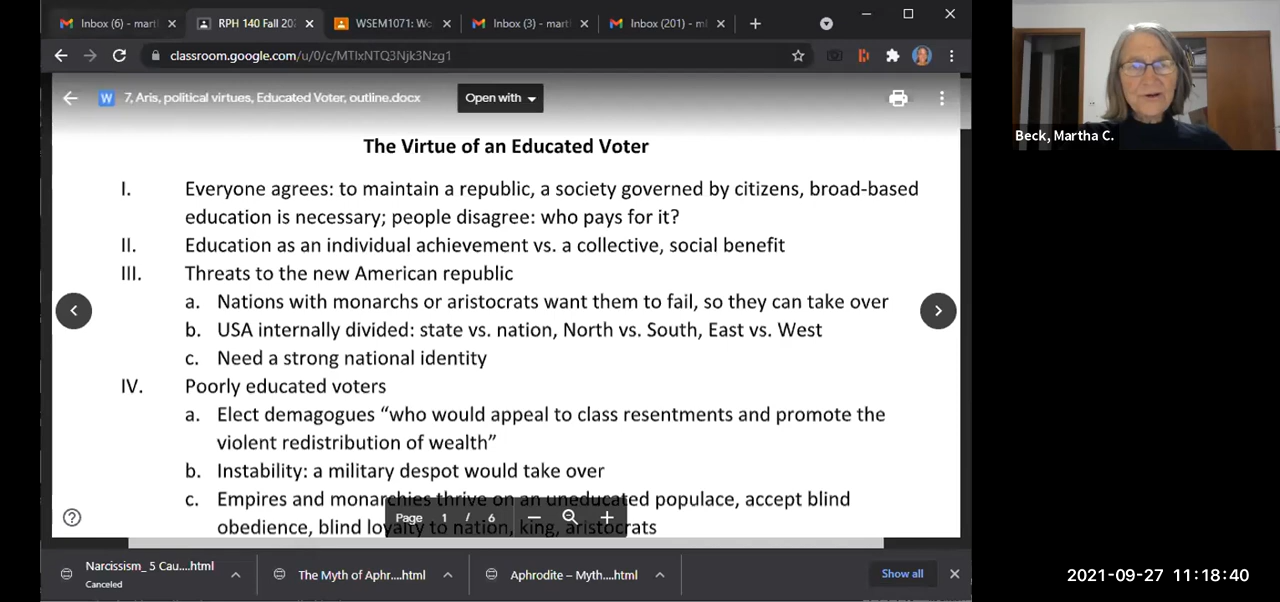 Inbox (6) - mart
RPH 140 Fall 202
WSEM1071: Wo
Inbox (3) - mart
Inbox (201) - m
classroom.google.com/u/0/c/MTIxNTQ3Njk3Nzg1
W 7, Aris, political virtues, Educated Voter, outline.docx
Open with
Beck, Martha C.
The Virtue of an Educated Voter
I. Everyone agrees: to maintain a republic, a society governed by citizens, broad-based
education is necessary; people disagree: who pays for it?
II. Education as an individual achievement vs. a collective, social benefit
III. Threats to the new American republic
a. Nations with monarchs or aristocrats want them to fail, so they can take over
b. USA internally divided: state vs. nation, North vs. South, East vs. West
c. Need a strong national identity
IV. Poorly educated voters
a. Elect demagogues “who would appeal to class resentments and promote the
violent redistribution of wealth”
b. Instability: a military despot would take over
c. Empires and monarchies thrive on an uneducated populace, accept blind
obedience, blind loyalty to nation, king, aristocrats
Page 1 / 6
Narcissism_ 5 Cau....html
Canceled
The Myth of Aphr....html
Aphrodite – Myth....html
Show all
2021-09-27 11:18:40